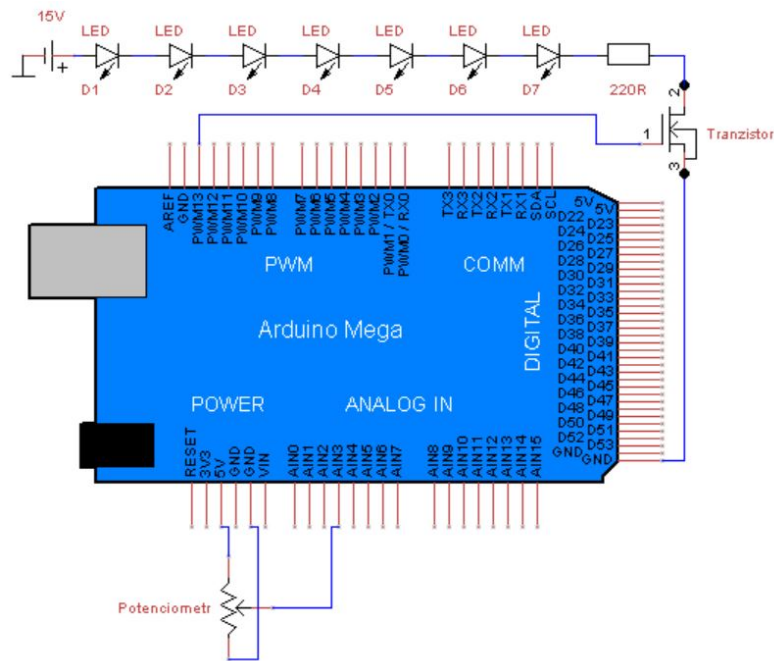 15V
+
LED LED LED LED LED LED LED
D1 D2 D3 D4 D5 D6 D7
220R
2
1
Tranzistor
3
AREF
GND
PWM13
PWM12
PWM11
PWM10
PWM9
PWM8
PWM7
PWM6
PWM5
PWM4
PWM3
PWM2
PWM1 / TX0
PWM0 / RX0
TX3
RX3
TX2
RX2
TX1
RX1
SDA
SCL
PWM
COMM
Arduino Mega
DIGITAL
5V
5V
D22
D23
D24
D25
D26
D27
D28
D29
D30
D31
D32
D33
D34
D35
D36
D37
D38
D39
D40
D41
D42
D43
D44
D45
D46
D47
D48
D49
D50
D51
D52
D53
GND
GND
POWER
ANALOG IN
RESET
3V3
5V
GND
GND
VIN
AIN0
AIN1
AIN2
AIN3
AIN4
AIN5
AIN6
AIN7
AIN8
AIN9
AIN10
AIN11
AIN12
AIN13
AIN14
AIN15
Potenciometr